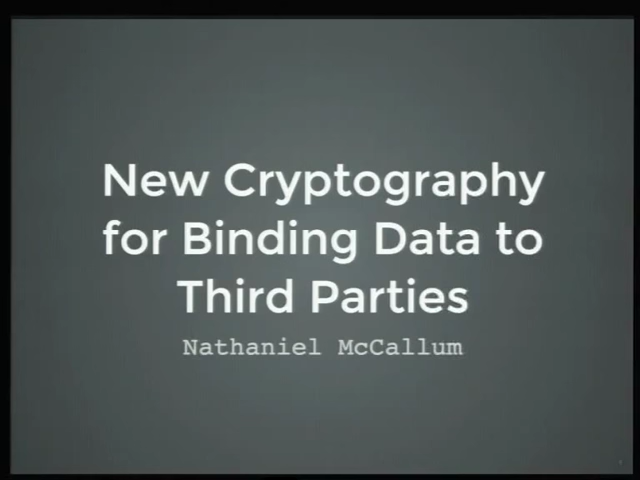 New Cryptography
for Binding Data to
Third Parties
Nathaniel McCallum